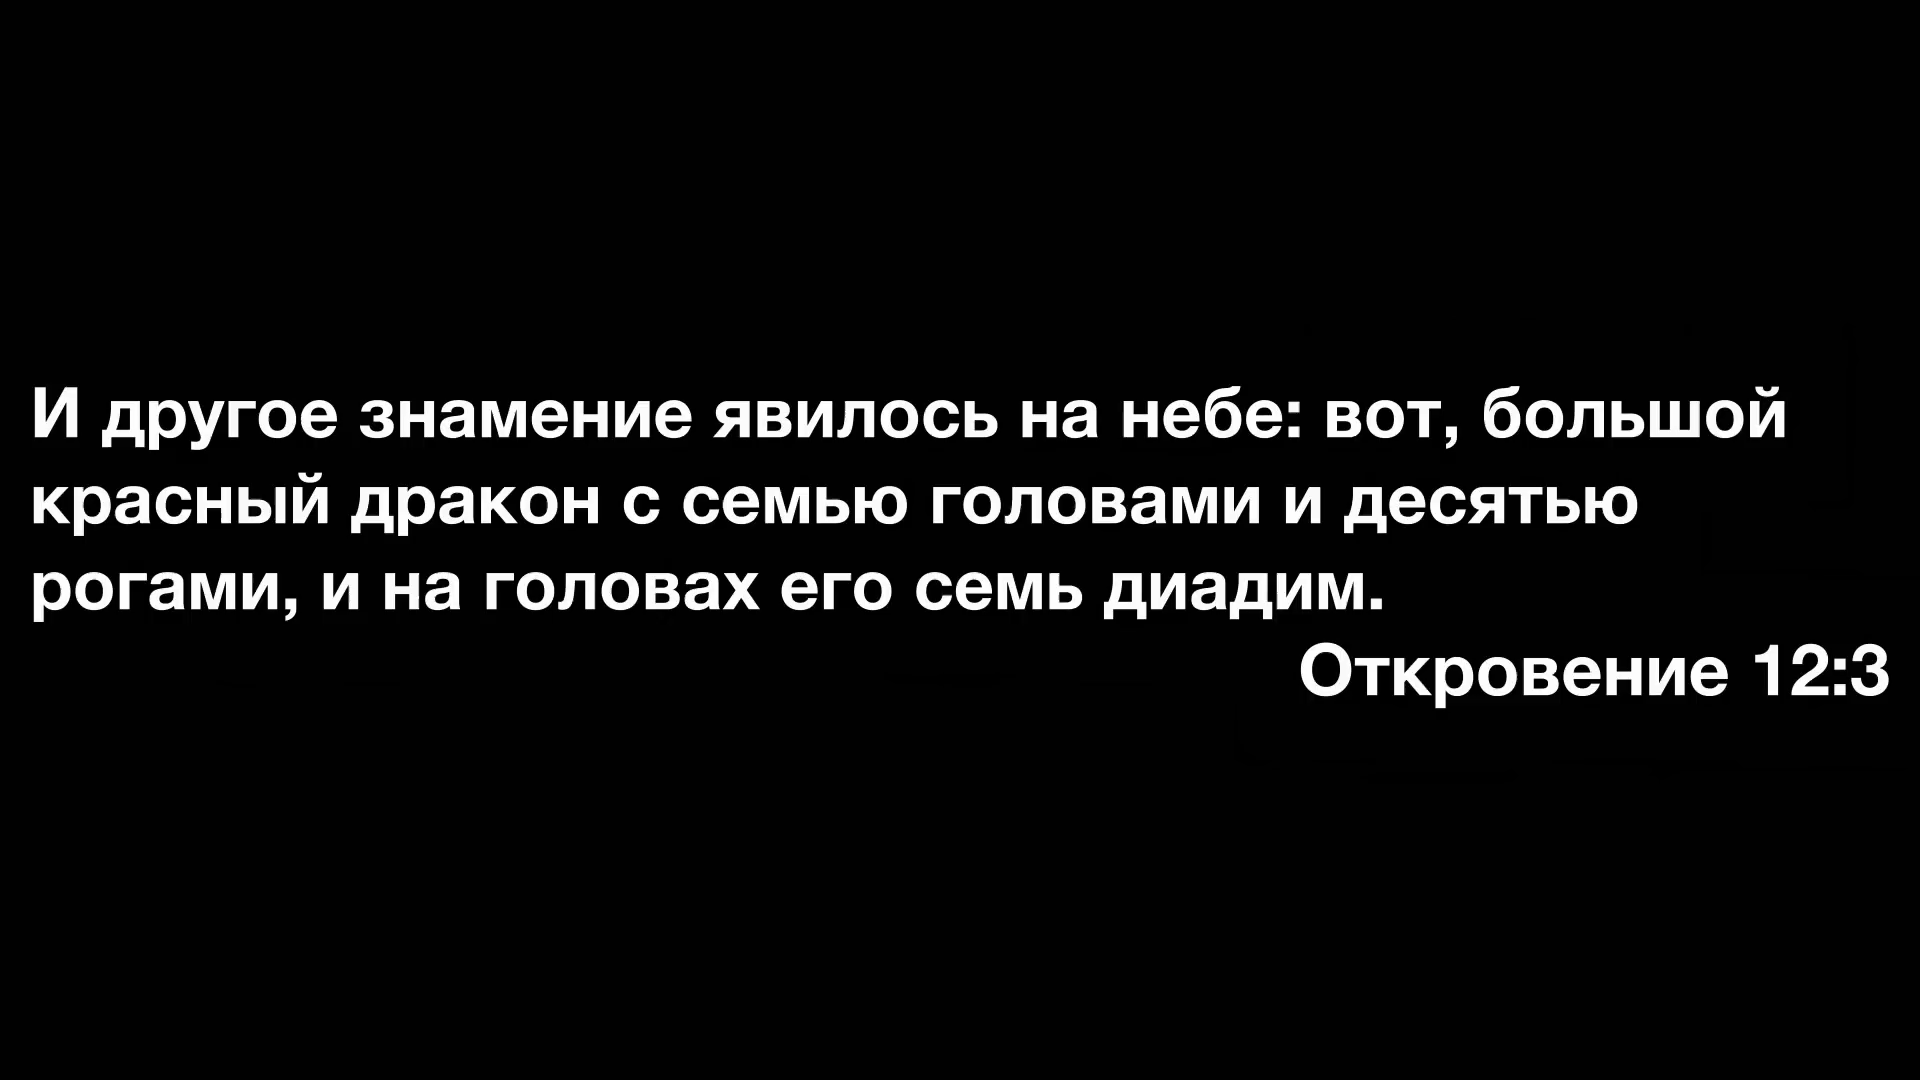 И другое знамение явилось на небе: вот, большой
красный дракон с семью головами и десятью
рогами, и на головах его семь диадим.
Откровение 12:3